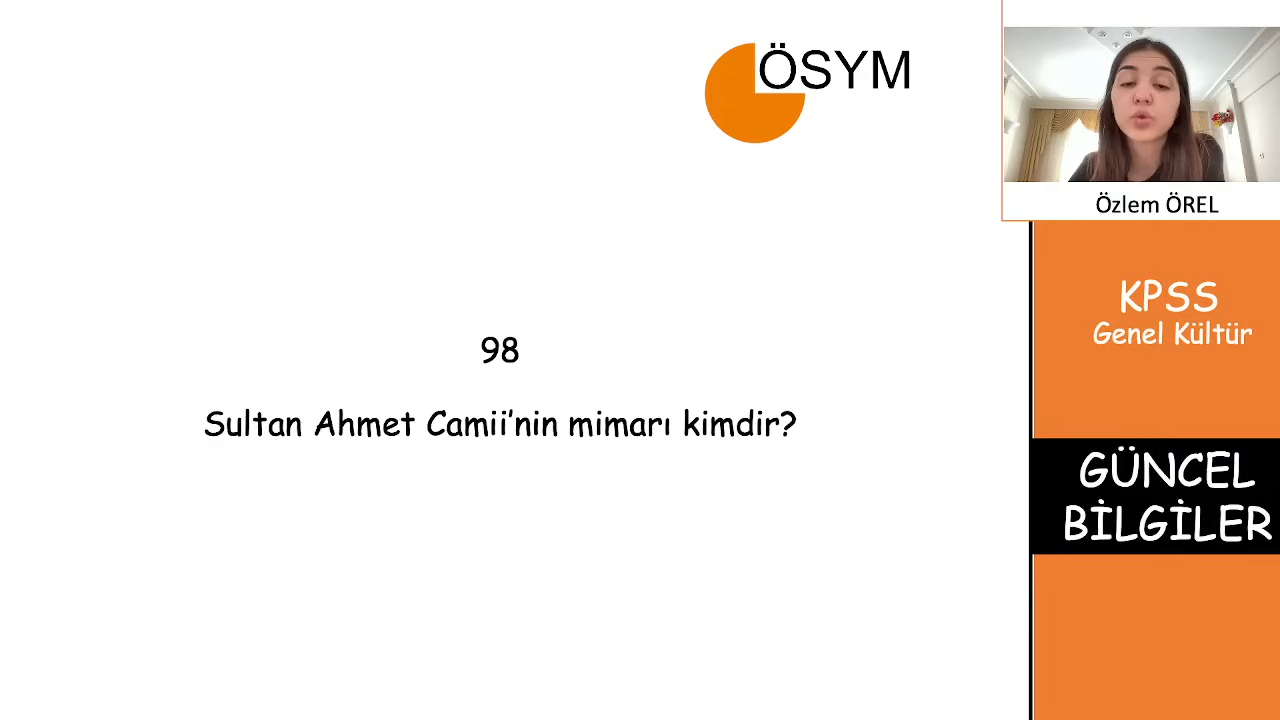 ÖSYM
Özlem ÖREL
KPSS
Genel Kültür
98
Sultan Ahmet Camii’nin mimarı kimdir?
GÜNCEL
BİLGİLER